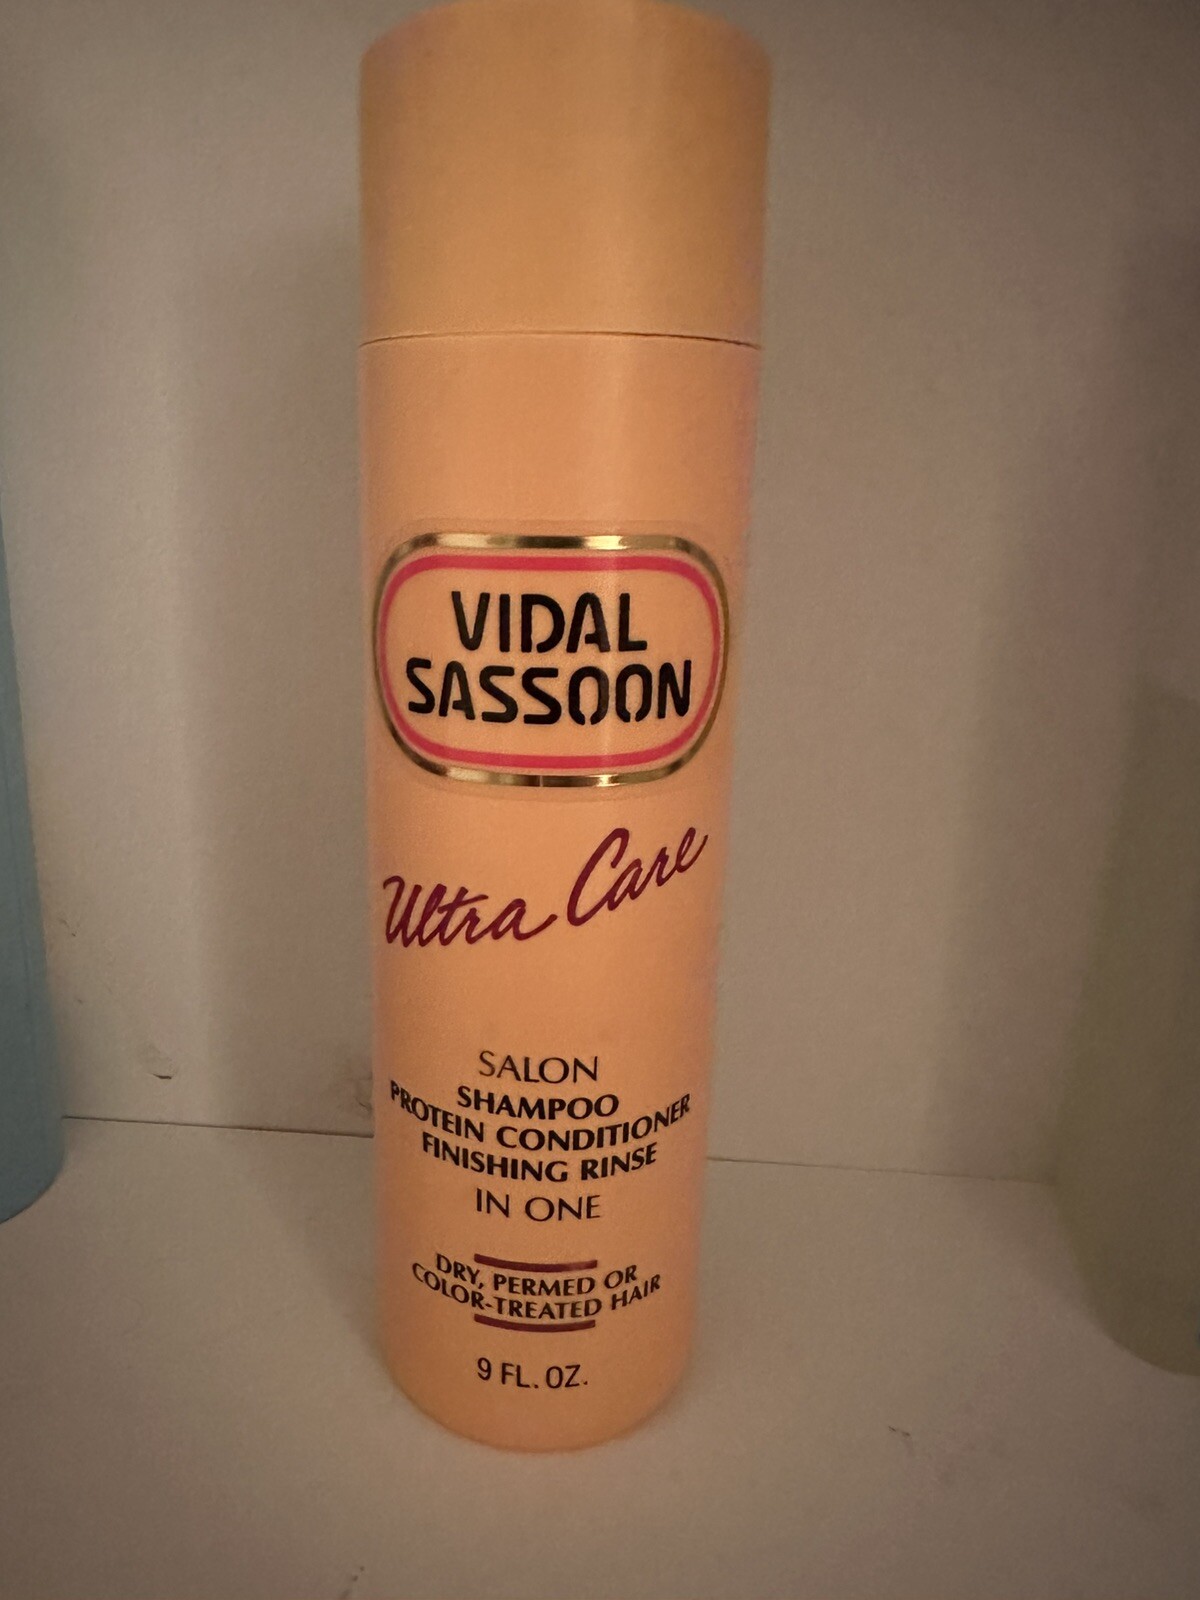 VIDAL
SASSOON
Ultra Care
SALON
SHAMPOO
PROTEIN CONDITIONER
FINISHING RINSE
IN ONE
DRY, PERMED OR
COLOR-TREATED HAIR
9 FL. OZ.